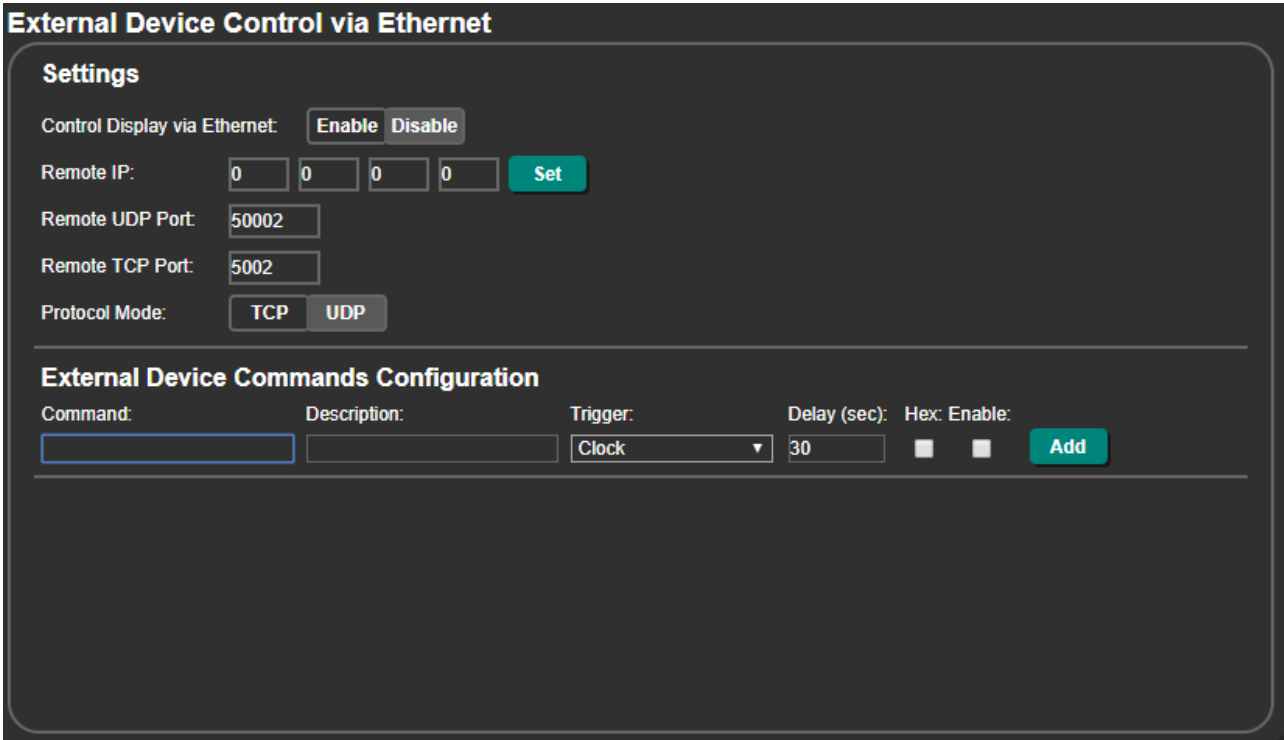 External Device Control via Ethernet
Settings
Control Display via Ethernet: Enable Disable
Remote IP: 0 0 0 0 Set
Remote UDP Port: 50002
Remote TCP Port: 5002
Protocol Mode: TCP UDP
External Device Commands Configuration
Command: Description: Trigger: Delay (sec): Hex: Enable:
Clock 30 Add